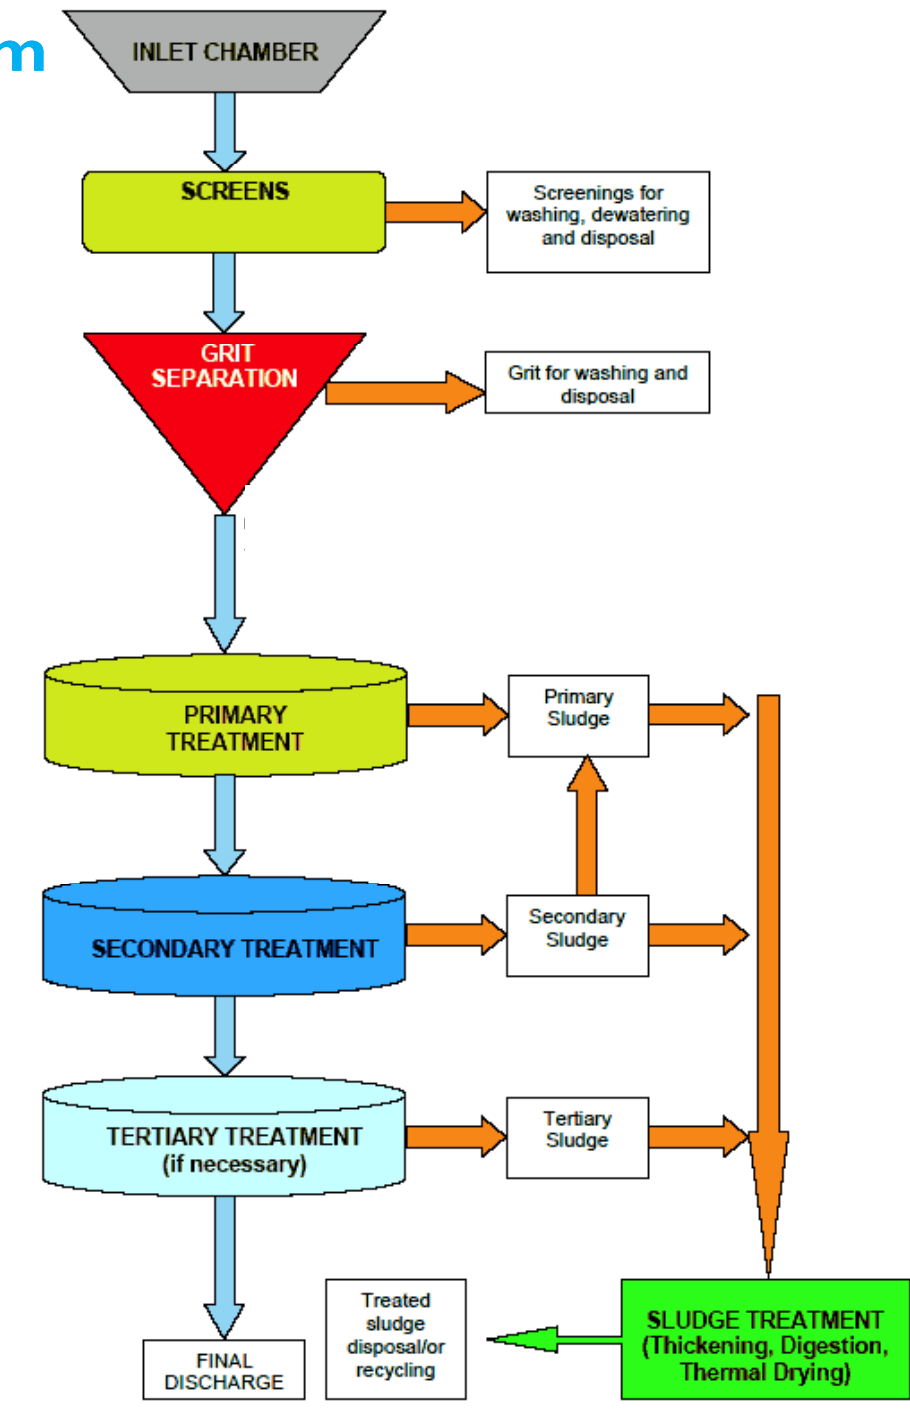 m
INLET CHAMBER
SCREENS
Screenings for
washing, dewatering
and disposal
GRIT
SEPARATION
Grit for washing and
disposal
PRIMARY
TREATMENT
Primary
Sludge
SECONDARY TREATMENT
Secondary
Sludge
TERTIARY TREATMENT
(if necessary)
Tertiary
Sludge
Treated
sludge
disposal/or
recycling
SLUDGE TREATMENT
(Thickening, Digestion,
Thermal Drying)
FINAL
DISCHARGE